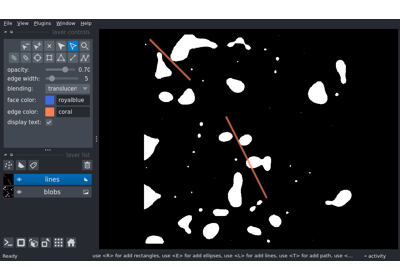 File View Plugins Window Help
layer controls
opacity: 0.70
edge width: 5
blending: translucen
face color: royalblue
edge color: coral
display text:
layer list
lines
blobs
Ready
use <R> for add rectangles, use <E> for add ellipses, use <L> for add lines, use <T> for add path, use <...
activity